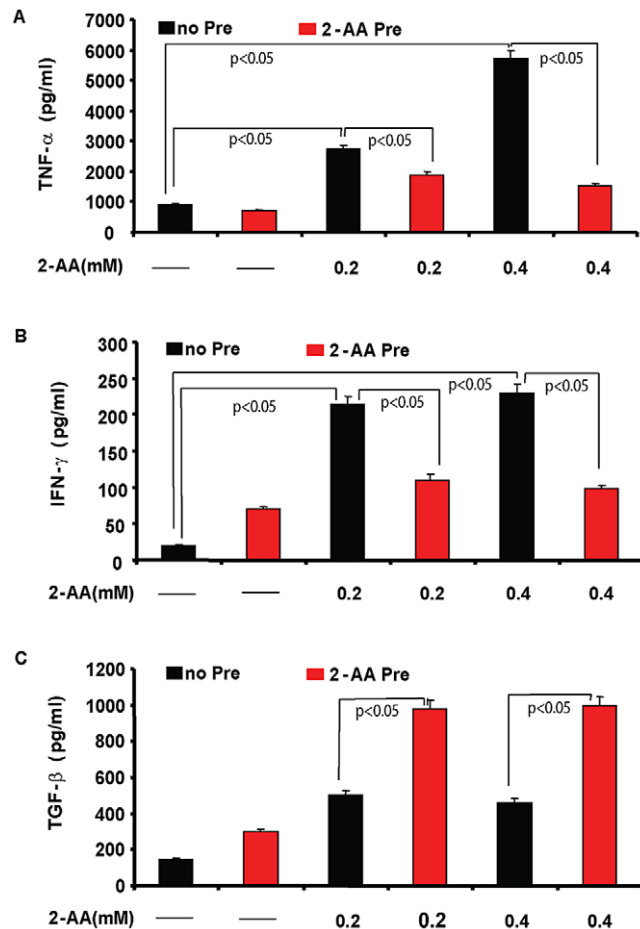 A
no Pre 2-AA Pre
7000
6000
5000
4000
3000
2000
1000
0
TNF-α (pg/ml)
p<0.05 p<0.05
p<0.05 p<0.05
2-AA(mM) — — 0.2 0.2 0.4 0.4
B
no Pre 2-AA Pre
300
250
200
150
100
50
0
IFN-γ (pg/ml)
p<0.05 p<0.05 p<0.05 p<0.05
2-AA(mM) — — 0.2 0.2 0.4 0.4
C
no Pre 2-AA Pre
1200
1000
800
600
400
200
0
TGF-β (pg/ml)
p<0.05 p<0.05
2-AA(mM) — — 0.2 0.2 0.4 0.4